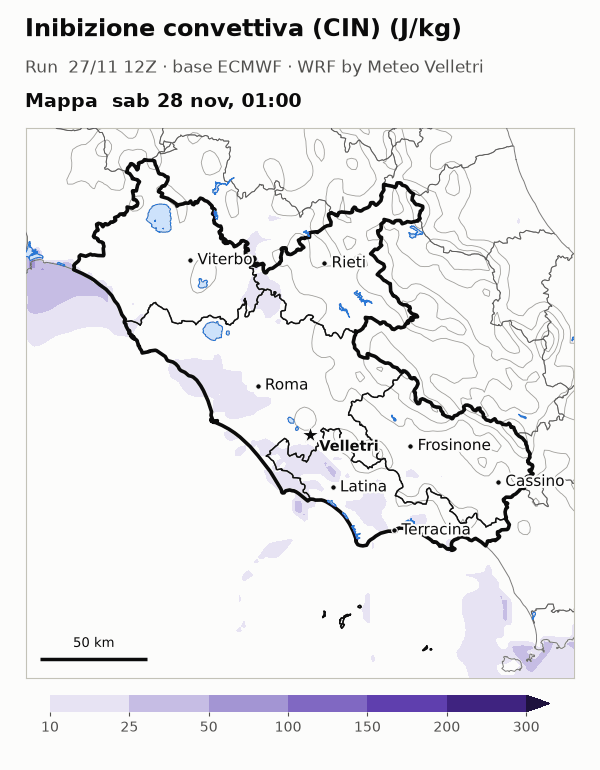 Inibizione convettiva (CIN) (J/kg)
Run  27/11 12Z · base ECMWF · WRF by Meteo Velletri
Mappa  sab 28 nov, 01:00
Viterbo
Rieti
Roma
Velletri
Frosinone
Latina
Cassino
Terracina
50 km
10 25 50 100 150 200 300